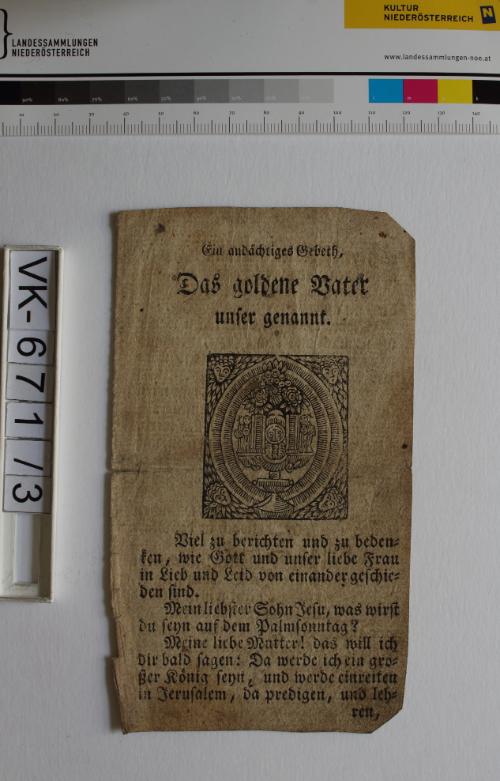 LANDESSAMMLUNGEN
NIEDERÖSTERREICH
KULTUR
NIEDERÖSTERREICH
www.landessammlungen-noe.at
VK-671/3
Ein andächtiges Gebeth,
Das goldene Vater
unser genannt.
Viel zu berichten und zu beden-
ken, wie Gott und unser liebe Frau
in Lieb und Leid von einander geschie-
den sind.
Mein liebster Sohn Jesu, was wirst
du seyn auf dem Palmsonntag?
Meine liebe Mutter! das will ich
dir bald sagen: Da werde ich ein gro-
ßer König seyn, und werde einreiten
in Jerusalem, da predigen, und leh-
ren,